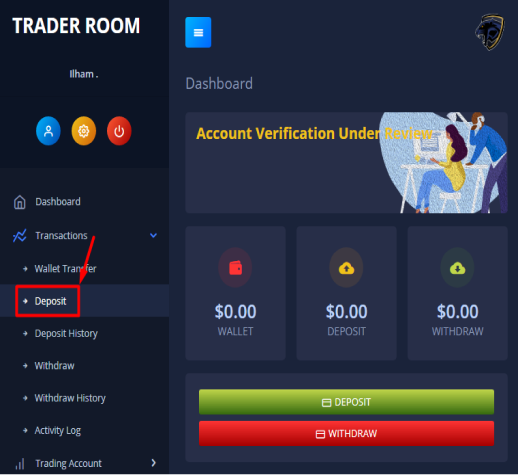 TRADER ROOM
Ilham .
Dashboard
Transactions
Wallet Transfer
Deposit
Deposit History
Withdraw
Withdraw History
Activity Log
Trading Account
Dashboard
Account Verification Under Review
$0.00
WALLET
$0.00
DEPOSIT
$0.00
WITHDRAW
DEPOSIT
WITHDRAW